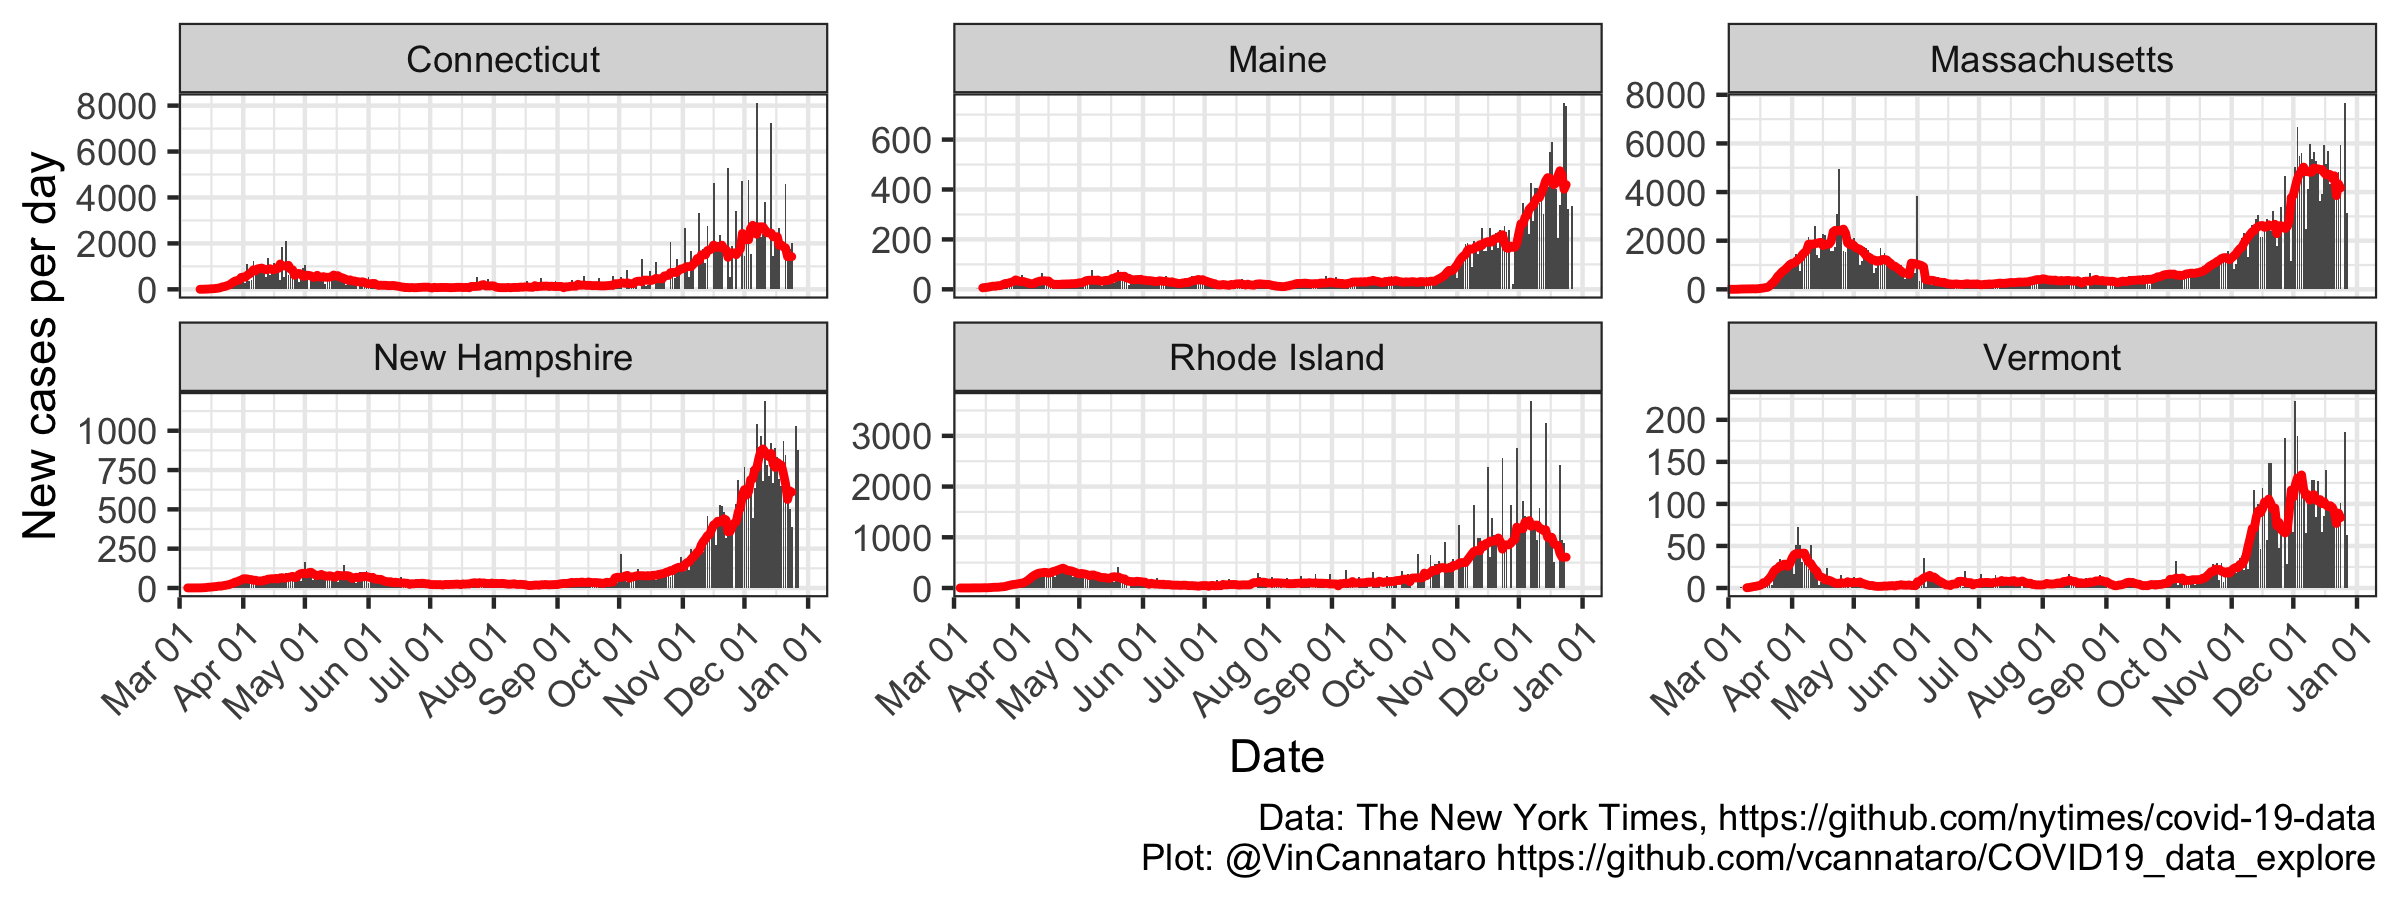 Connecticut
Maine
Massachusetts
8000
6000
4000
2000
0
600
400
200
0
8000
6000
4000
2000
0
New cases per day
New Hampshire
Rhode Island
Vermont
1000
750
500
250
0
3000
2000
1000
0
200
150
100
50
0
Mar 01 Apr 01 May 01 Jun 01 Jul 01 Aug 01 Sep 01 Oct 01 Nov 01 Dec 01 Jan 01
Mar 01 Apr 01 May 01 Jun 01 Jul 01 Aug 01 Sep 01 Oct 01 Nov 01 Dec 01 Jan 01
Mar 01 Apr 01 May 01 Jun 01 Jul 01 Aug 01 Sep 01 Oct 01 Nov 01 Dec 01 Jan 01
Date
Data: The New York Times, https://github.com/nytimes/covid-19-data
Plot: @VinCannataro https://github.com/vcannataro/COVID19_data_explore